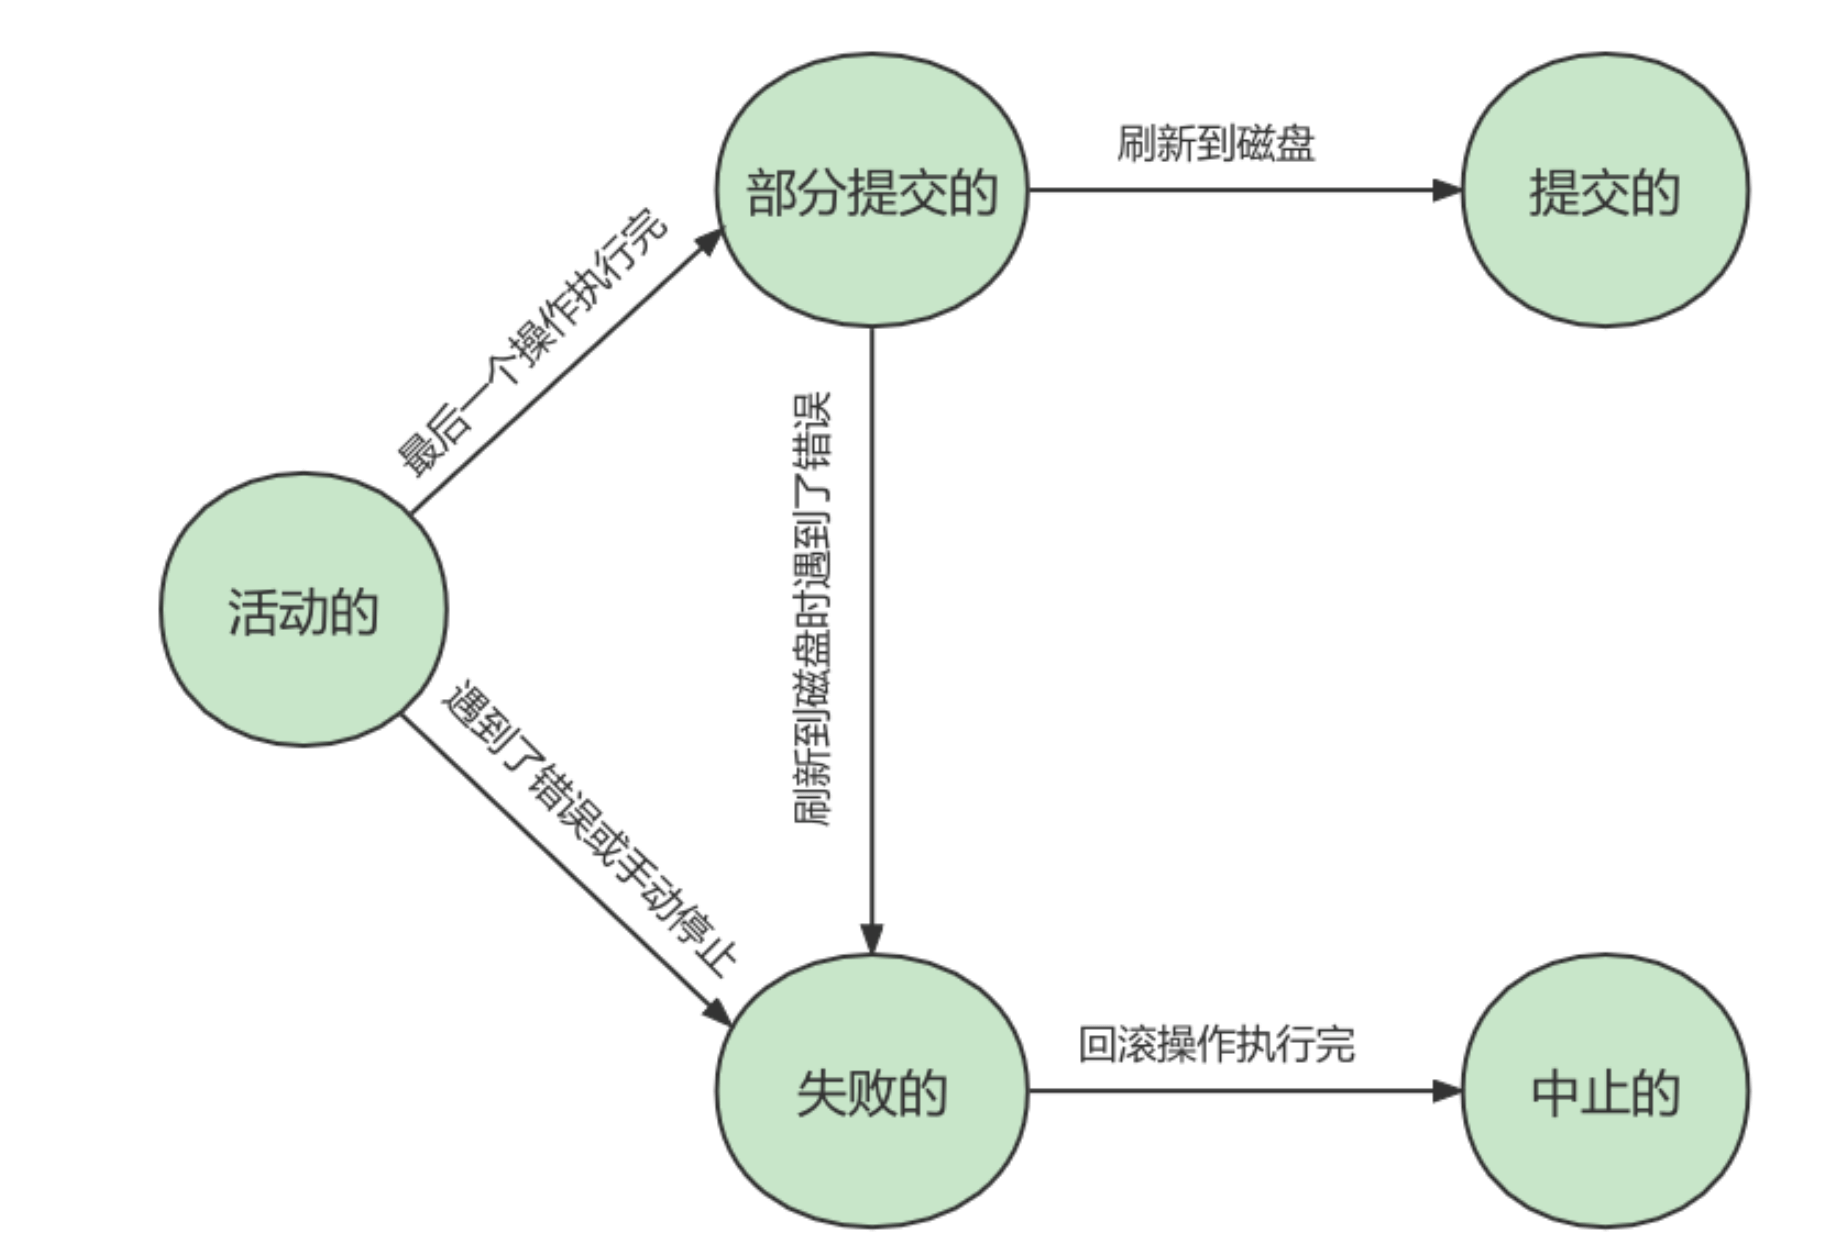 部分提交的
刷新到磁盘
提交的
最后一个操作执行完
刷新到磁盘时遇到了错误
活动的
遇到了错误或手动停止
失败的
回滚操作执行完
中止的